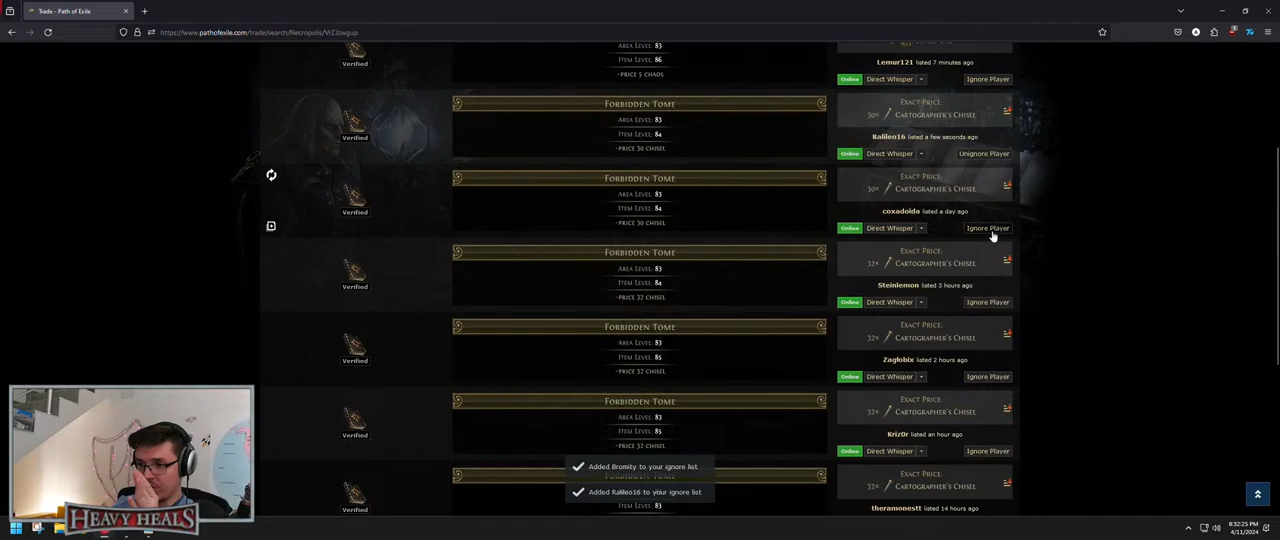 Trade - Path of Exile
https://www.pathofexile.com/trade/search/Necropolis/VrZJzwgup
Verified
Area Level: 83
Item Level: 86
~price 5 chaos
Lemur121 listed 7 minutes ago
Online Direct Whisper Ignore Player
Verified
Forbidden Tome
Area Level: 83
Item Level: 84
~price 30 chisel
Exact Price:
30× Cartographer's Chisel
Ralileo16 listed a few seconds ago
Online Direct Whisper Unignore Player
Verified
Forbidden Tome
Area Level: 83
Item Level: 84
~price 30 chisel
Exact Price:
30× Cartographer's Chisel
coxadoida listed a day ago
Online Direct Whisper Ignore Player
Verified
Forbidden Tome
Area Level: 83
Item Level: 84
~price 32 chisel
Exact Price:
32× Cartographer's Chisel
Steinlemon listed 3 hours ago
Online Direct Whisper Ignore Player
Verified
Forbidden Tome
Area Level: 83
Item Level: 85
~price 32 chisel
Exact Price:
32× Cartographer's Chisel
Zaglobix listed 2 hours ago
Online Direct Whisper Ignore Player
Verified
Forbidden Tome
Area Level: 83
Item Level: 85
~price 32 chisel
Exact Price:
32× Cartographer's Chisel
Kriz0r listed an hour ago
Online Direct Whisper Ignore Player
Forbidden Tome
Area Level: 83
Exact Price:
32× Cartographer's Chisel
theramonestt listed 14 hours ago
Added Bromity to your ignore list
Added Ralileo16 to your ignore list
HEAVY HEALS
8:32:25 PM
4/11/2024